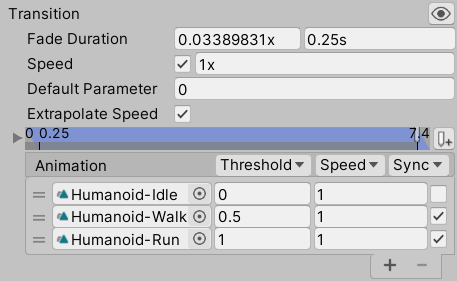 Transition
Fade Duration 0.03389831x 0.25s
Speed 1x
Default Parameter 0
Extrapolate Speed
0 0.25 7.4
Animation Threshold Speed Sync
Humanoid-Idle 0 1
Humanoid-Walk 0.5 1
Humanoid-Run 1 1
+ −